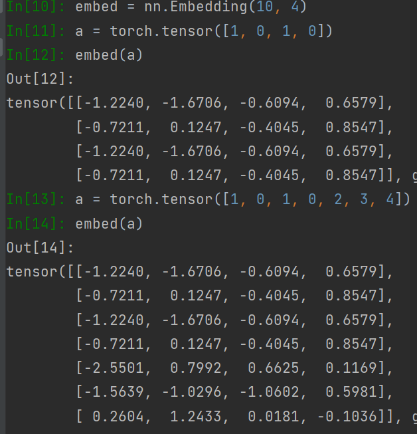 In[10]: embed = nn.Embedding(10, 4)
In[11]: a = torch.tensor([1, 0, 1, 0])
In[12]: embed(a)
Out[12]:
tensor([[-1.2240, -1.6706, -0.6094,  0.6579],
        [-0.7211,  0.1247, -0.4045,  0.8547],
        [-1.2240, -1.6706, -0.6094,  0.6579],
        [-0.7211,  0.1247, -0.4045,  0.8547]], g
In[13]: a = torch.tensor([1, 0, 1, 0, 2, 3, 4])
In[14]: embed(a)
Out[14]:
tensor([[-1.2240, -1.6706, -0.6094,  0.6579],
        [-0.7211,  0.1247, -0.4045,  0.8547],
        [-1.2240, -1.6706, -0.6094,  0.6579],
        [-0.7211,  0.1247, -0.4045,  0.8547],
        [-2.5501,  0.7992,  0.6625,  0.1169],
        [-1.5639, -1.0296, -1.0602,  0.5981],
        [ 0.2604,  1.2433,  0.0181, -0.1036]], g